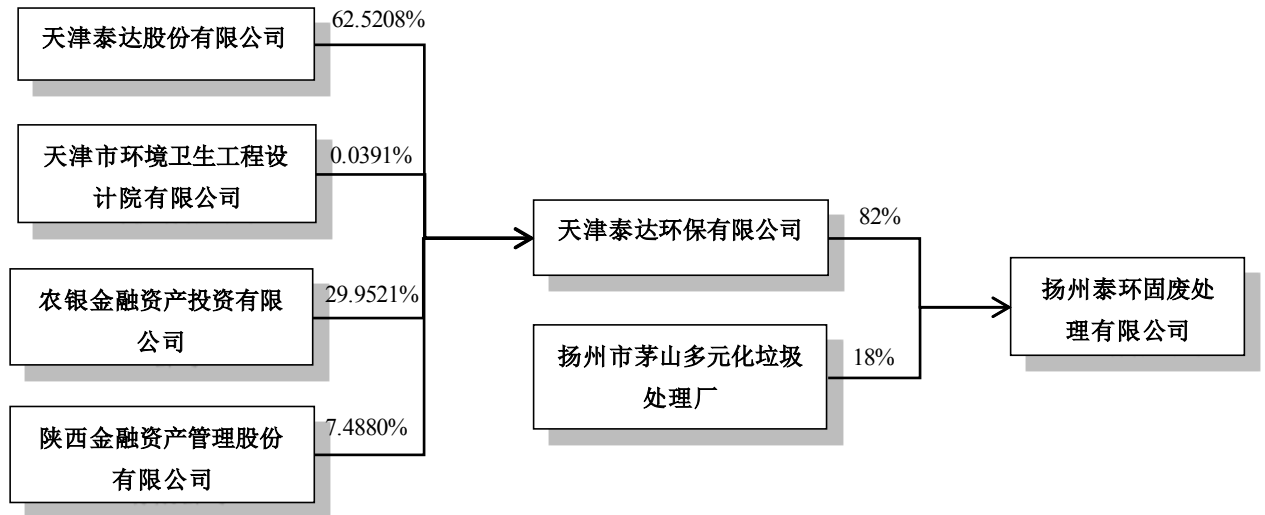 天津泰达股份有限公司
62.5208%
天津市环境卫生工程设
计院有限公司
0.0391%
农银金融资产投资有限
公司
29.9521%
陕西金融资产管理股份
有限公司
7.4880%
天津泰达环保有限公司
82%
扬州市茅山多元化垃圾
处理厂
18%
扬州泰环固废处
理有限公司